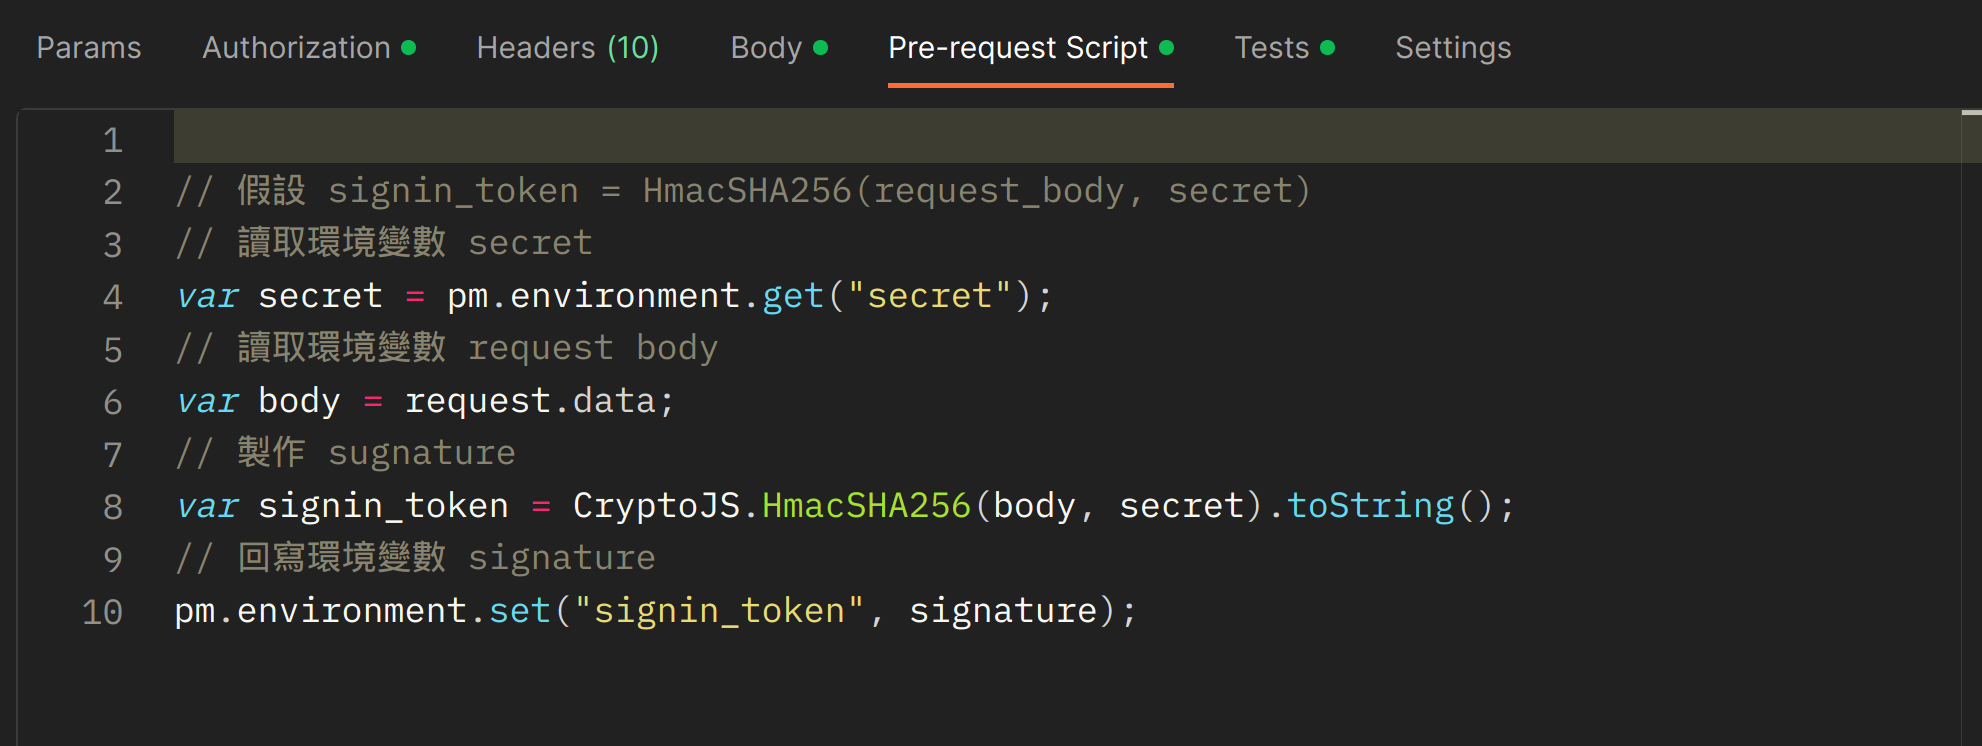 Params Authorization Headers (10) Body Pre-request Script Tests Settings
1
2 // 假設 signin_token = HmacSHA256(request_body, secret)
3 // 讀取環境變數 secret
4 var secret = pm.environment.get("secret");
5 // 讀取環境變數 request body
6 var body = request.data;
7 // 製作 sugnature
8 var signin_token = CryptoJS.HmacSHA256(body, secret).toString();
9 // 回寫環境變數 signature
10 pm.environment.set("signin_token", signature);